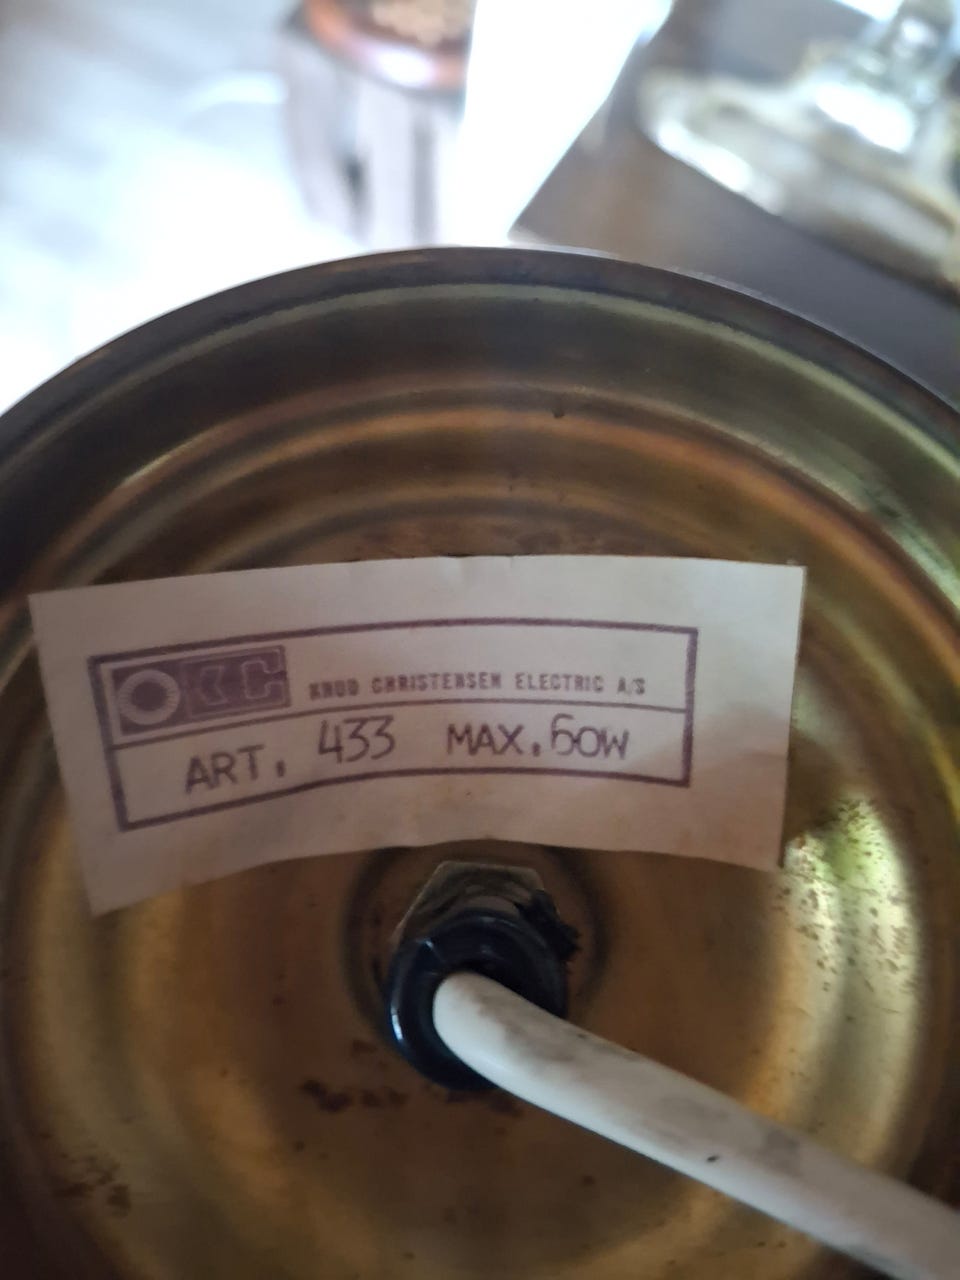 KC KNUD CHRISTENSEN ELECTRIC A/S
ART. 433 MAX. 60W